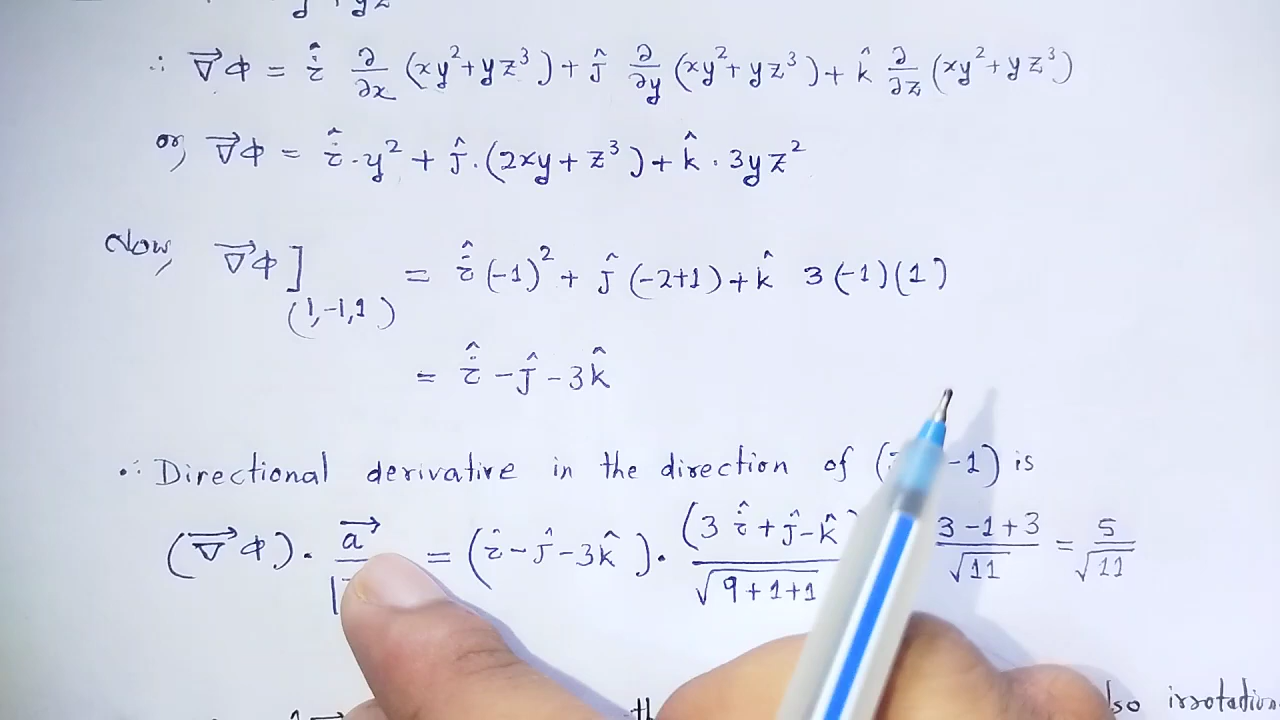 ∴ ∇⃗Φ = î ∂/∂x (xy²+yz³) + ĵ ∂/∂y (xy²+yz³) + k̂ ∂/∂z (xy²+yz³)
or, ∇⃗Φ = î·y² + ĵ·(2xy+z³) + k̂·3yz²
Now, ∇⃗Φ](1,-1,1) = î(-1)² + ĵ(-2+1) + k̂ 3(-1)(1)
= î - ĵ - 3k̂
∴ Directional derivative in the direction of ( -1) is
(∇⃗Φ)· a⃗ = (î-ĵ-3k̂)· (3î+ĵ-k̂)/√(9+1+1) 3-1+3/√11 = 5/√11